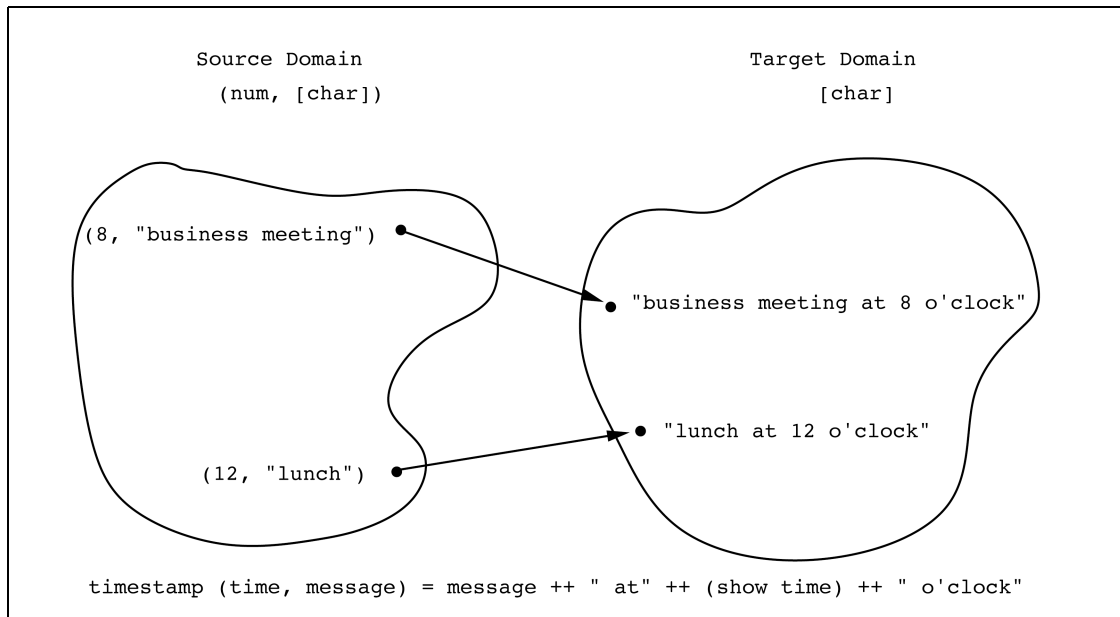 Source Domain
Target Domain
(num, [char])
[char]
(8, "business meeting")
"business meeting at 8 o'clock"
"lunch at 12 o'clock"
(12, "lunch")
timestamp (time, message) = message ++ " at" ++ (show time) ++ " o'clock"